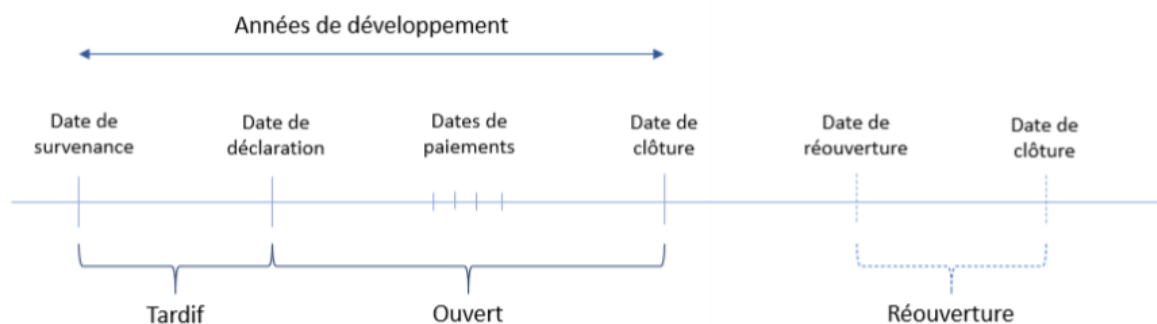 Années de développement
Date de
survenance
Date de
déclaration
Dates de
paiements
Date de
clôture
Date de
réouverture
Date de
clôture
Tardif
Ouvert
Réouverture